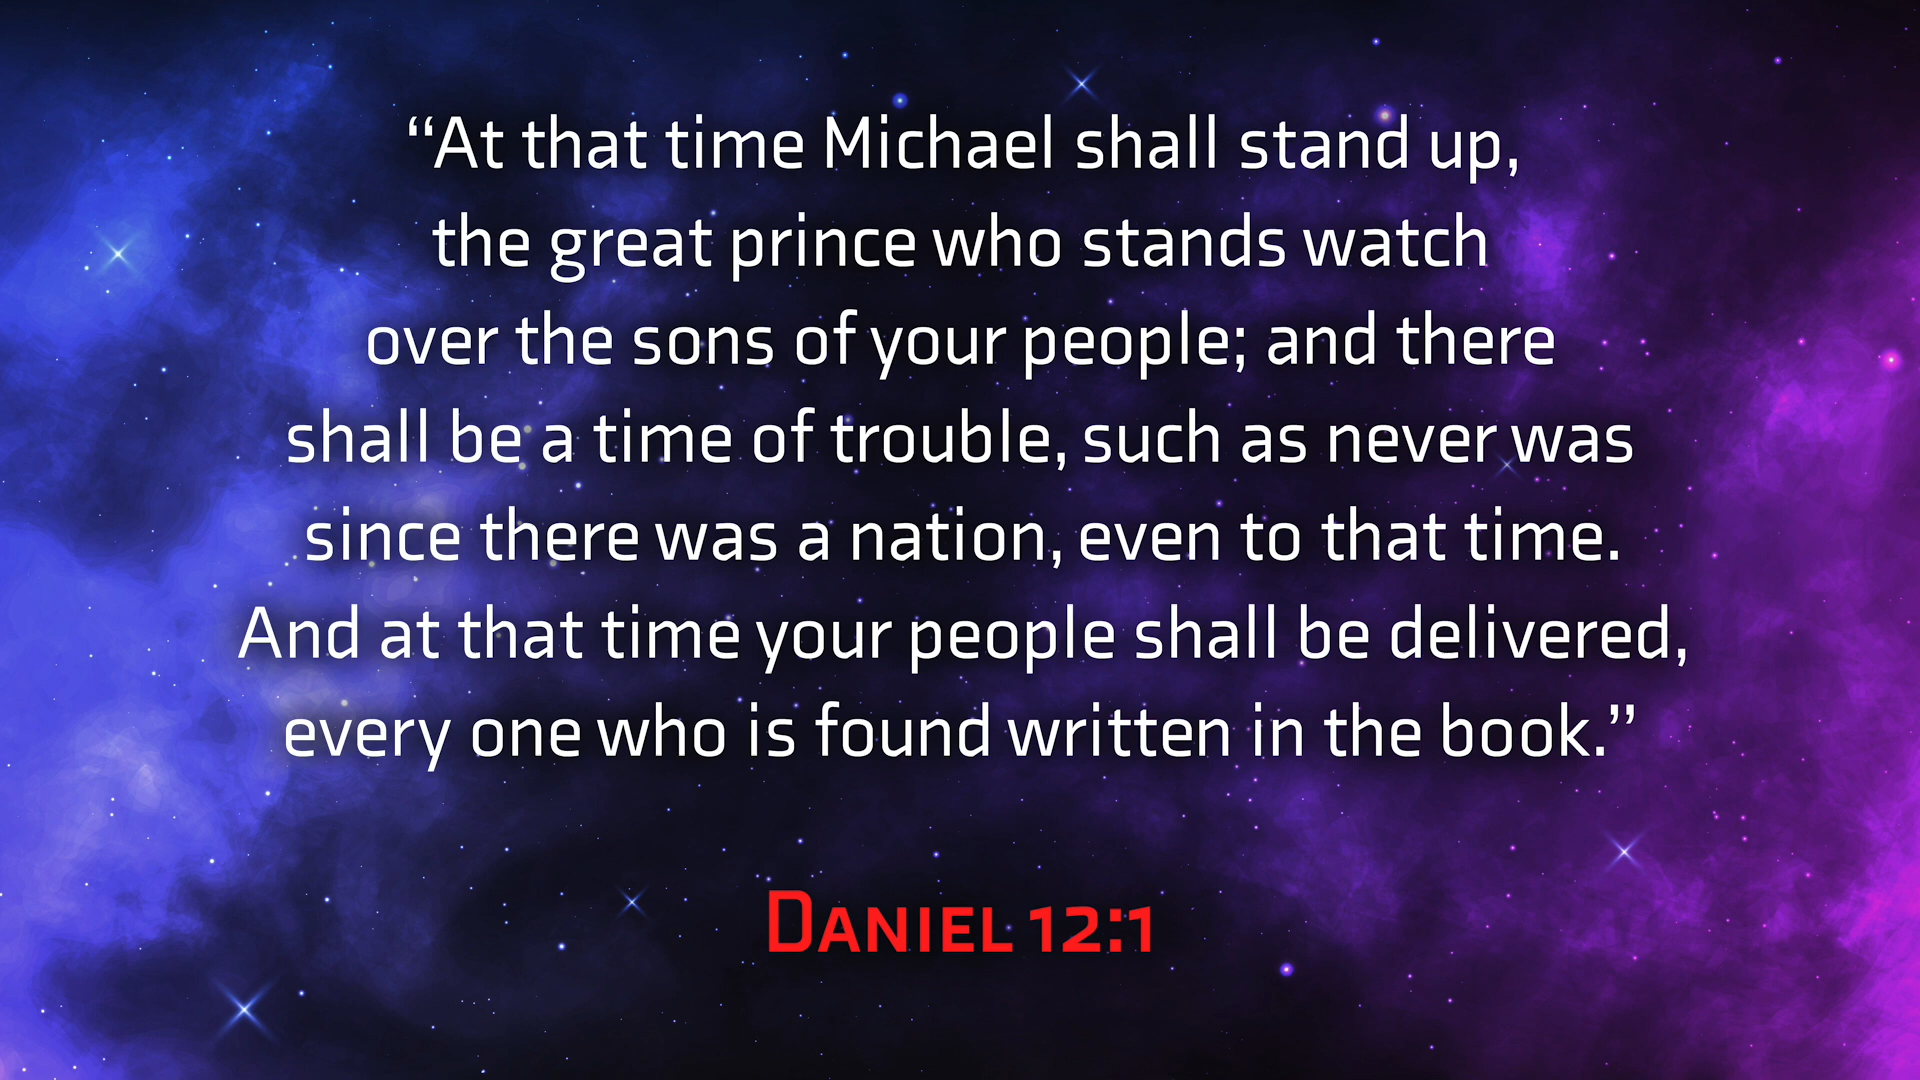 “At that time Michael shall stand up,
the great prince who stands watch
over the sons of your people; and there
shall be a time of trouble, such as never was
since there was a nation, even to that time.
And at that time your people shall be delivered,
every one who is found written in the book.”
Daniel 12:1